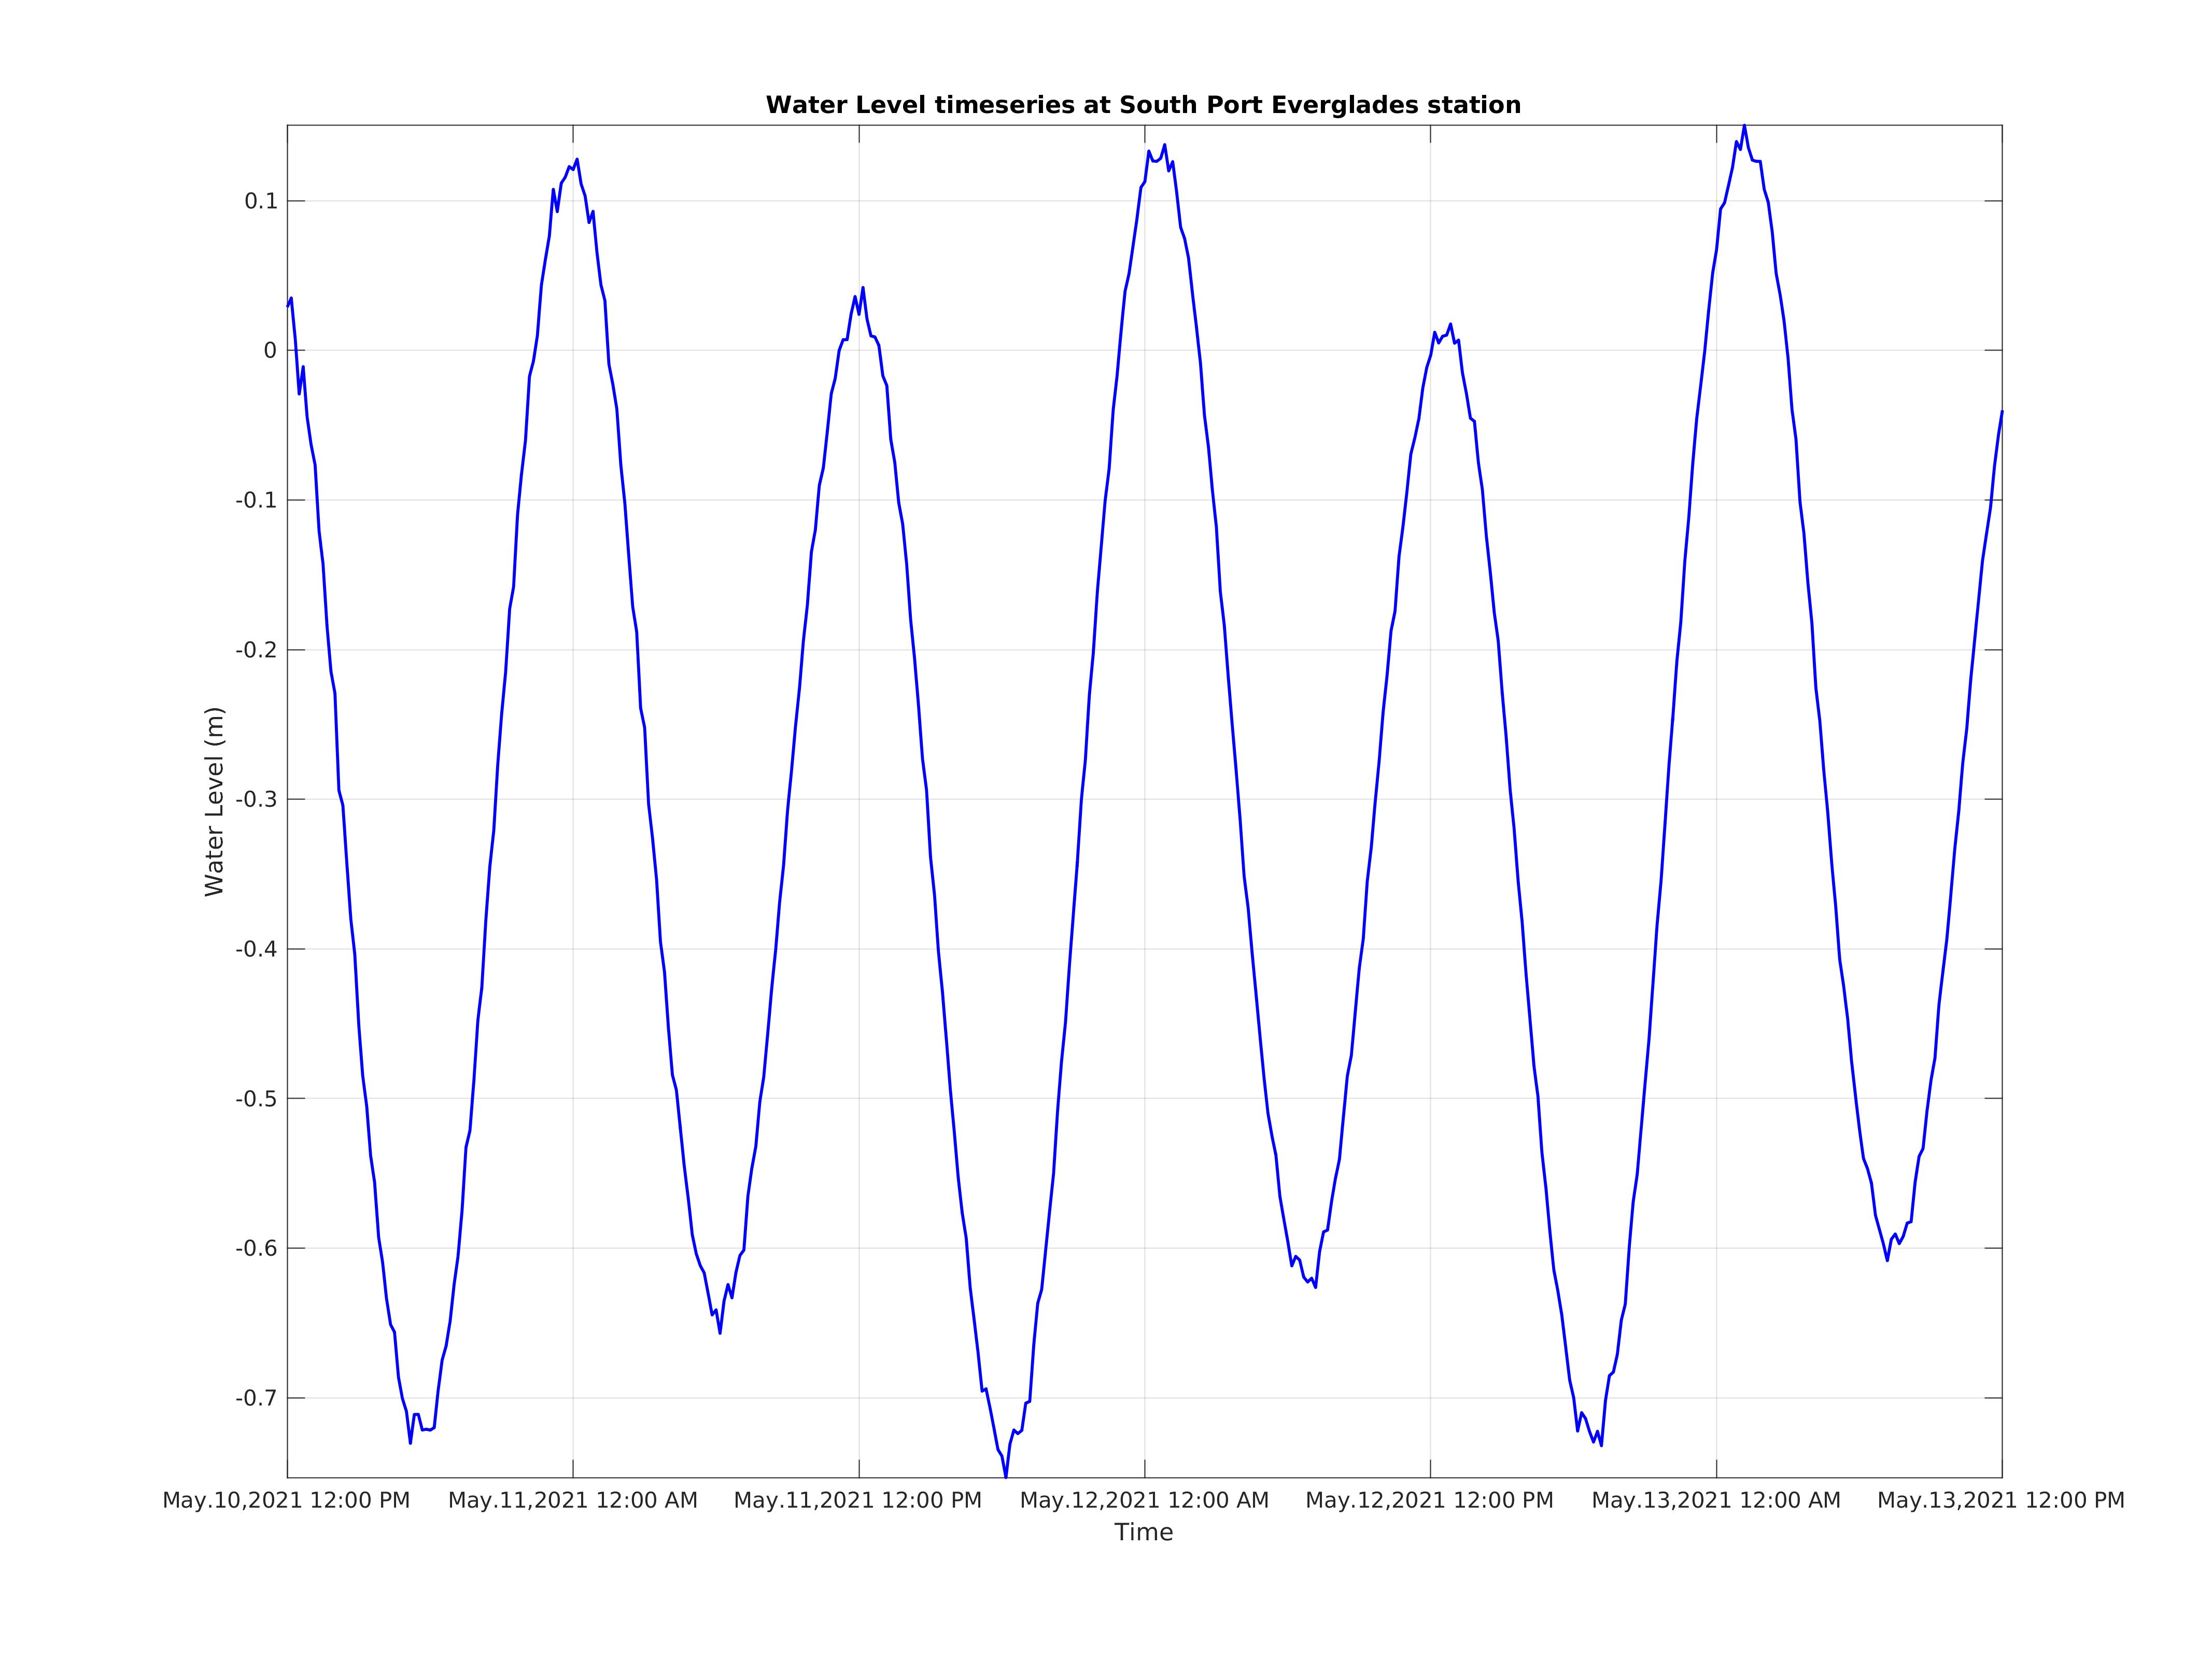 Water Level timeseries at South Port Everglades station
0.1
0
-0.1
-0.2
-0.3
-0.4
-0.5
-0.6
-0.7
Water Level (m)
May.10,2021 12:00 PM May.11,2021 12:00 AM May.11,2021 12:00 PM May.12,2021 12:00 AM May.12,2021 12:00 PM May.13,2021 12:00 AM May.13,2021 12:00 PM
Time